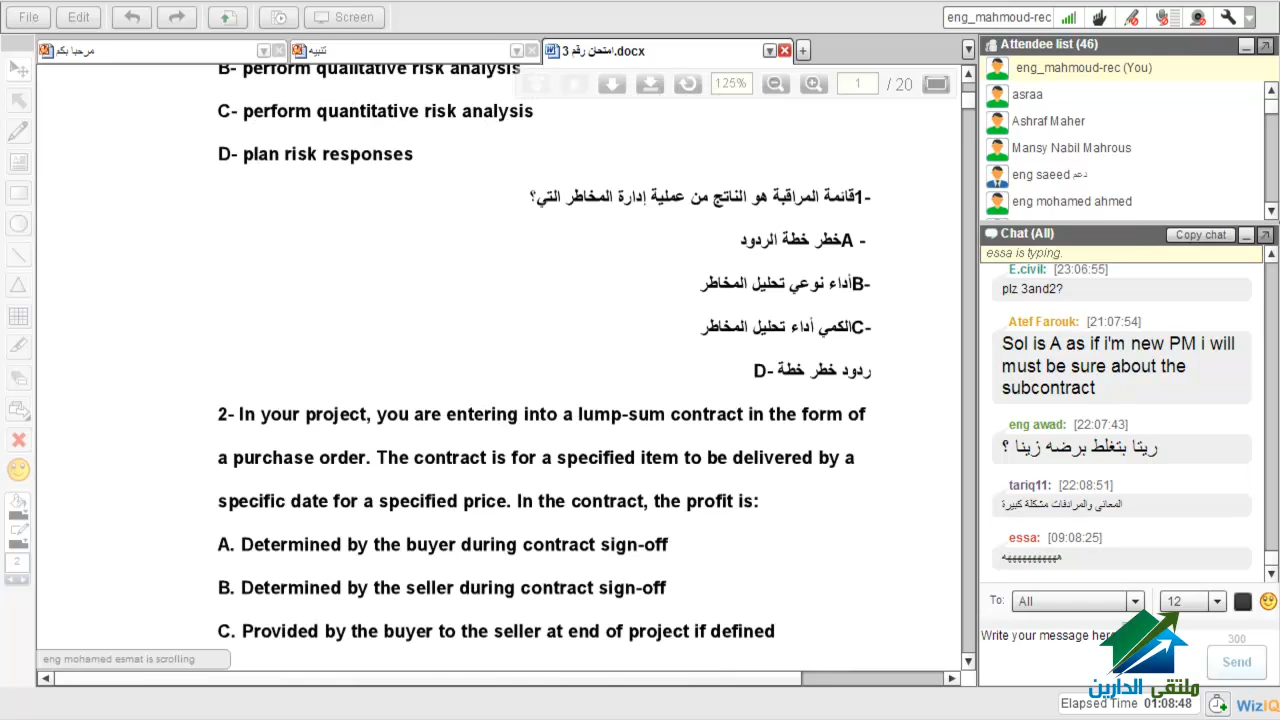 File
Edit
Screen
eng_mahmoud-rec
مرحبا بكم
تنبيه
امتحان رقم 3.docx
125%
1
/ 20
B- perform qualitative risk analysis
C- perform quantitative risk analysis
D- plan risk responses
1-قائمة المراقبة هو الناتج من عملية إدارة المخاطر التي؟
A - خطر خطة الردود
B-أداء نوعي تحليل المخاطر
C-الكمي أداء تحليل المخاطر
D- ردود خطر خطة
2- In your project, you are entering into a lump-sum contract in the form of
a purchase order. The contract is for a specified item to be delivered by a
specific date for a specified price. In the contract, the profit is:
A. Determined by the buyer during contract sign-off
B. Determined by the seller during contract sign-off
C. Provided by the buyer to the seller at end of project if defined
eng mohamed esmat is scrolling
2
Attendee list (46)
eng_mahmoud-rec (You)
asraa
Ashraf Maher
Mansy Nabil Mahrous
eng saeed دعم
eng mohamed ahmed
Chat (All)
Copy chat
essa is typing.
E.civil: [23:06:55]
plz 3and2?
Atef Farouk: [21:07:54]
Sol is A as if i'm new PM i will
must be sure about the
subcontract
eng awad: [22:07:43]
ريتا بتغلط برضه زينا ؟
tariq11: [22:08:51]
المعانى والمرادفات مشكلة كبيرة
essa: [09:08:25]
To:
All
12
Write your message here
300
Send
ملتقى الدارين
Elapsed Time 01:08:48
WizIQ